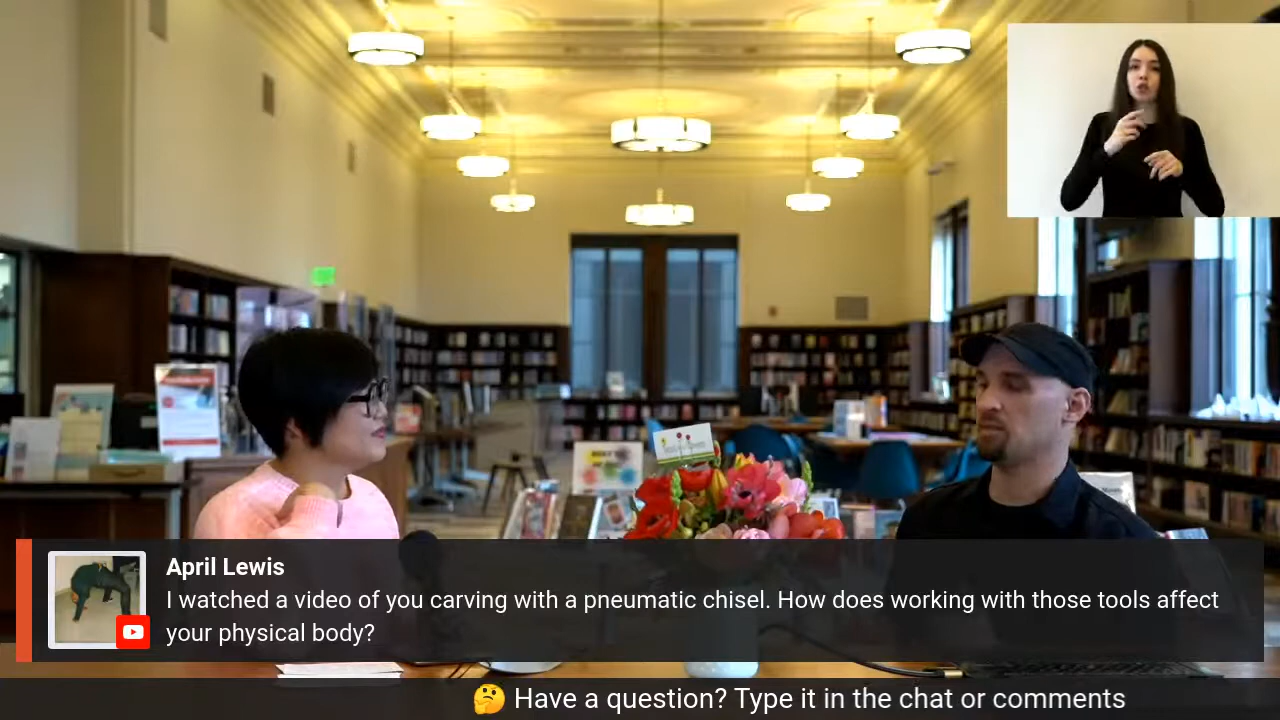 April Lewis
I watched a video of you carving with a pneumatic chisel. How does working with those tools affect
your physical body?
🤔 Have a question? Type it in the chat or comments